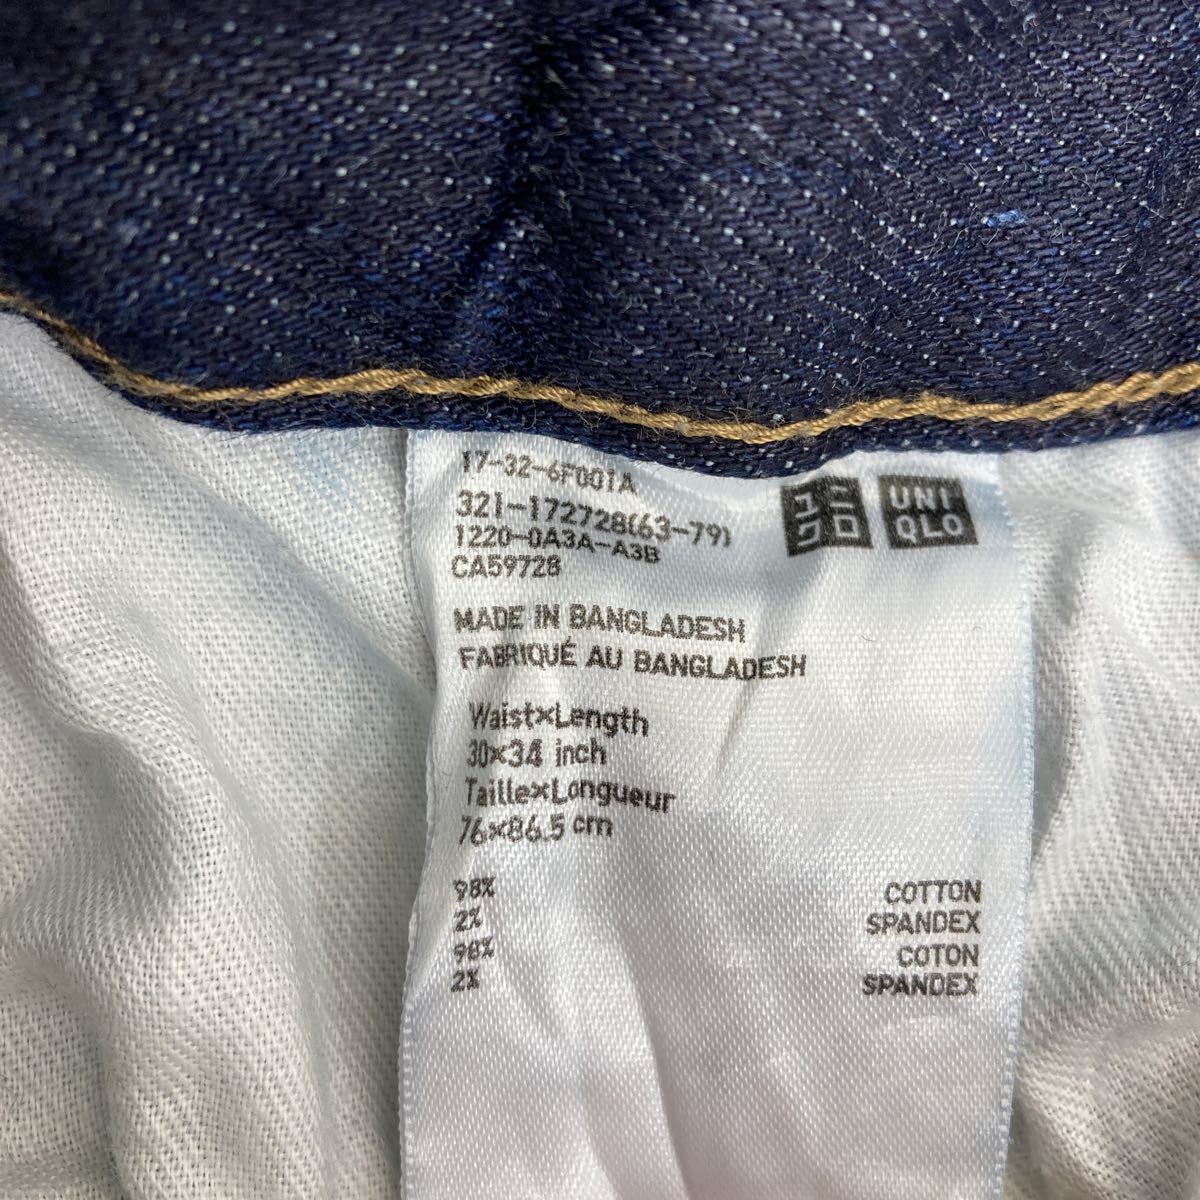 17-32-6F001A
321-172728(63-79)
1220-0A3A-A3B
CA59728
ユニ
クロ
UNI
QLO
MADE IN BANGLADESH
FABRIQUÉ AU BANGLADESH
Waist×Length
30×34 inch
Taille×Longueur
76×86.5 cm
98% COTTON
2% SPANDEX
98% COTON
2% SPANDEX